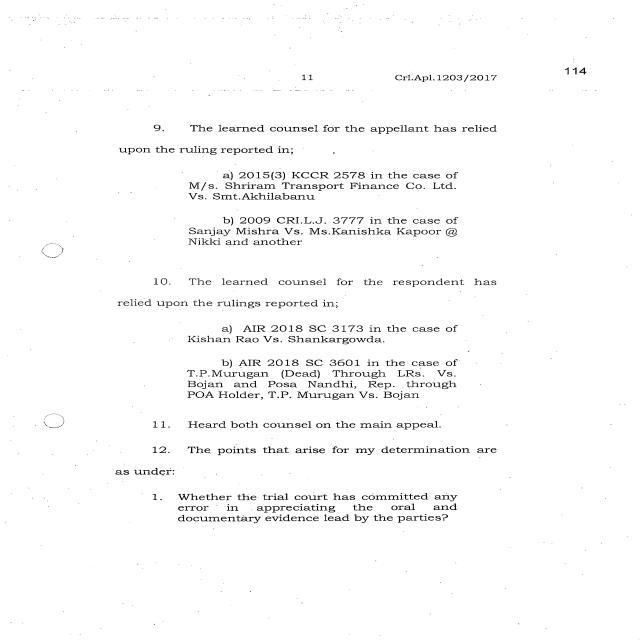 11 Crl.Apl.1203/2017 114
9. The learned counsel for the appellant has relied
upon the ruling reported in;
a) 2015(3) KCCR 2578 in the case of
M/s. Shriram Transport Finance Co. Ltd.
Vs. Smt.Akhilabanu
b) 2009 CRI.L.J. 3777 in the case of
Sanjay Mishra Vs. Ms.Kanishka Kapoor @
Nikki and another
10. The learned counsel for the respondent has
relied upon the rulings reported in;
a) AIR 2018 SC 3173 in the case of
Kishan Rao Vs. Shankargowda.
b) AIR 2018 SC 3601 in the case of
T.P.Murugan (Dead) Through LRs. Vs.
Bojan and Posa Nandhi, Rep. through
POA Holder, T.P. Murugan Vs. Bojan
11. Heard both counsel on the main appeal.
12. The points that arise for my determination are
as under:
1. Whether the trial court has committed any
error in appreciating the oral and
documentary evidence lead by the parties?